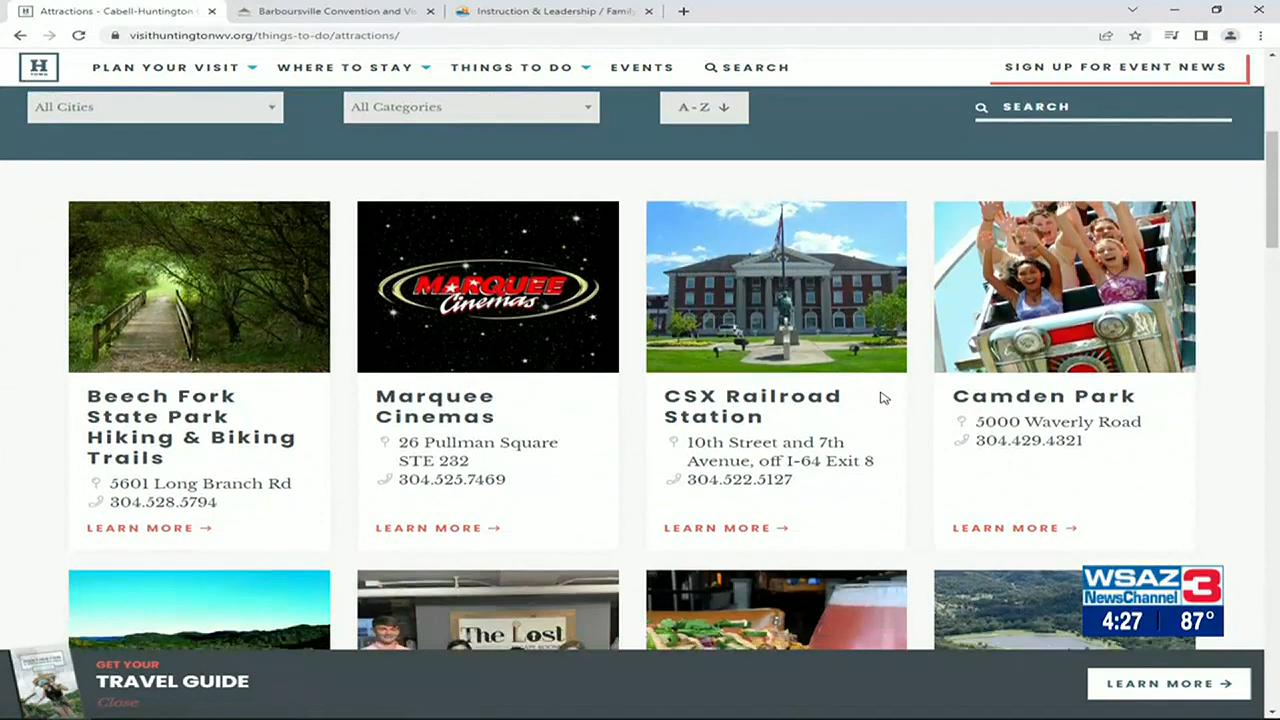 Attractions - Cabell-Huntington
Barboursville Convention and Vis
Instruction & Leadership / Family
visithuntingtonwv.org/things-to-do/attractions/
H
TOWN
PLAN YOUR VISIT
WHERE TO STAY
THINGS TO DO
EVENTS
SEARCH
SIGN UP FOR EVENT NEWS
All Cities
All Categories
A-Z ↓
SEARCH
MARQUEE
Cinemas
Beech Fork
State Park
Hiking & Biking
Trails
5601 Long Branch Rd
304.528.5794
LEARN MORE →
Marquee
Cinemas
26 Pullman Square
STE 232
304.525.7469
LEARN MORE →
CSX Railroad
Station
10th Street and 7th
Avenue, off I-64 Exit 8
304.522.5127
LEARN MORE →
Camden Park
5000 Waverly Road
304.429.4321
LEARN MORE →
The Lost
WSAZ 3
NewsChannel
4:27
87°
GET YOUR
TRAVEL GUIDE
Close
LEARN MORE →